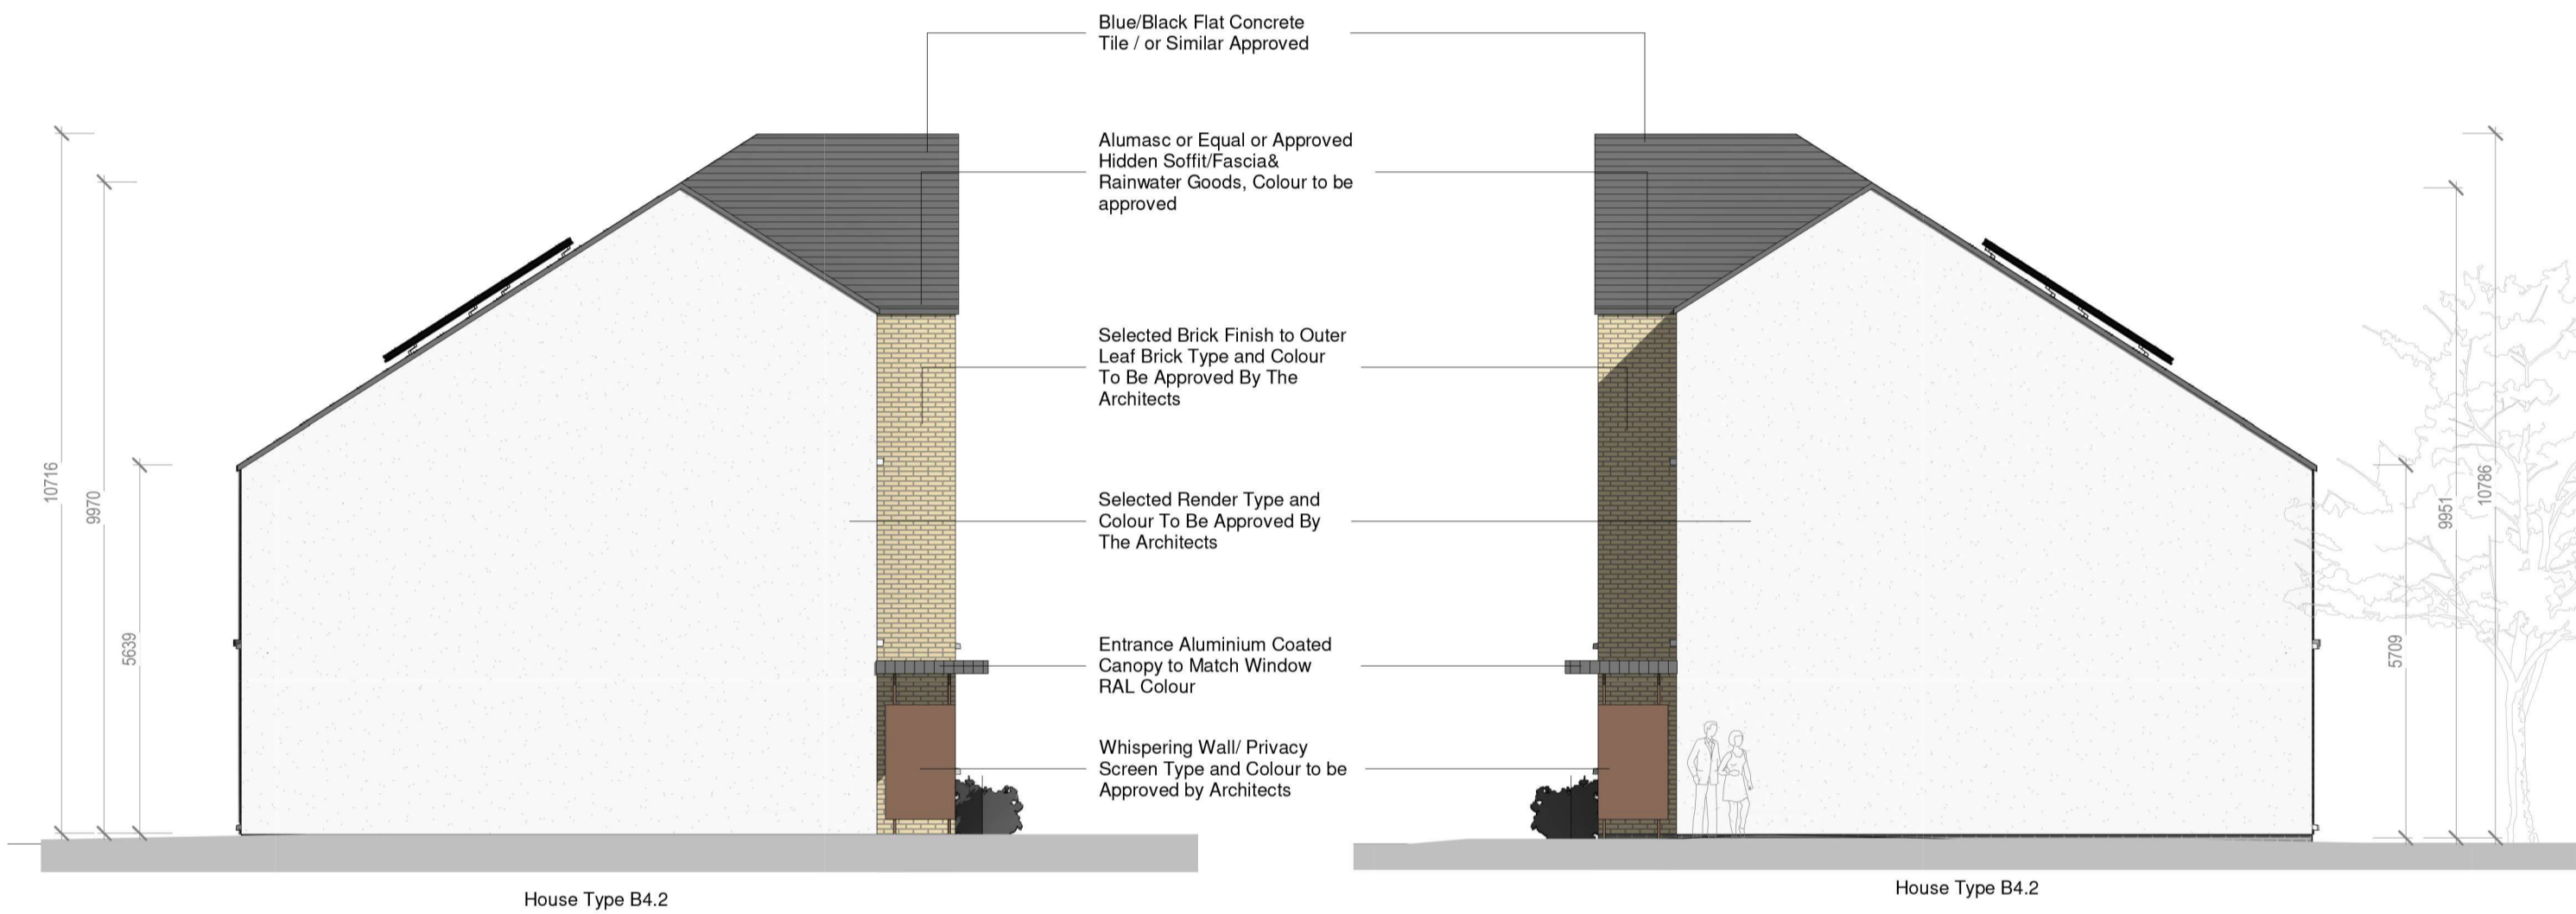 Blue/Black Flat Concrete
Tile / or Similar Approved
Alumasc or Equal or Approved
Hidden Soffit/Fascia&
Rainwater Goods, Colour to be
approved
Selected Brick Finish to Outer
Leaf Brick Type and Colour
To Be Approved By The
Architects
Selected Render Type and
Colour To Be Approved By
The Architects
Entrance Aluminium Coated
Canopy to Match Window
RAL Colour
Whispering Wall/ Privacy
Screen Type and Colour to be
Approved by Architects
10716
9970
5639
5709
9951
10786
House Type B4.2
House Type B4.2